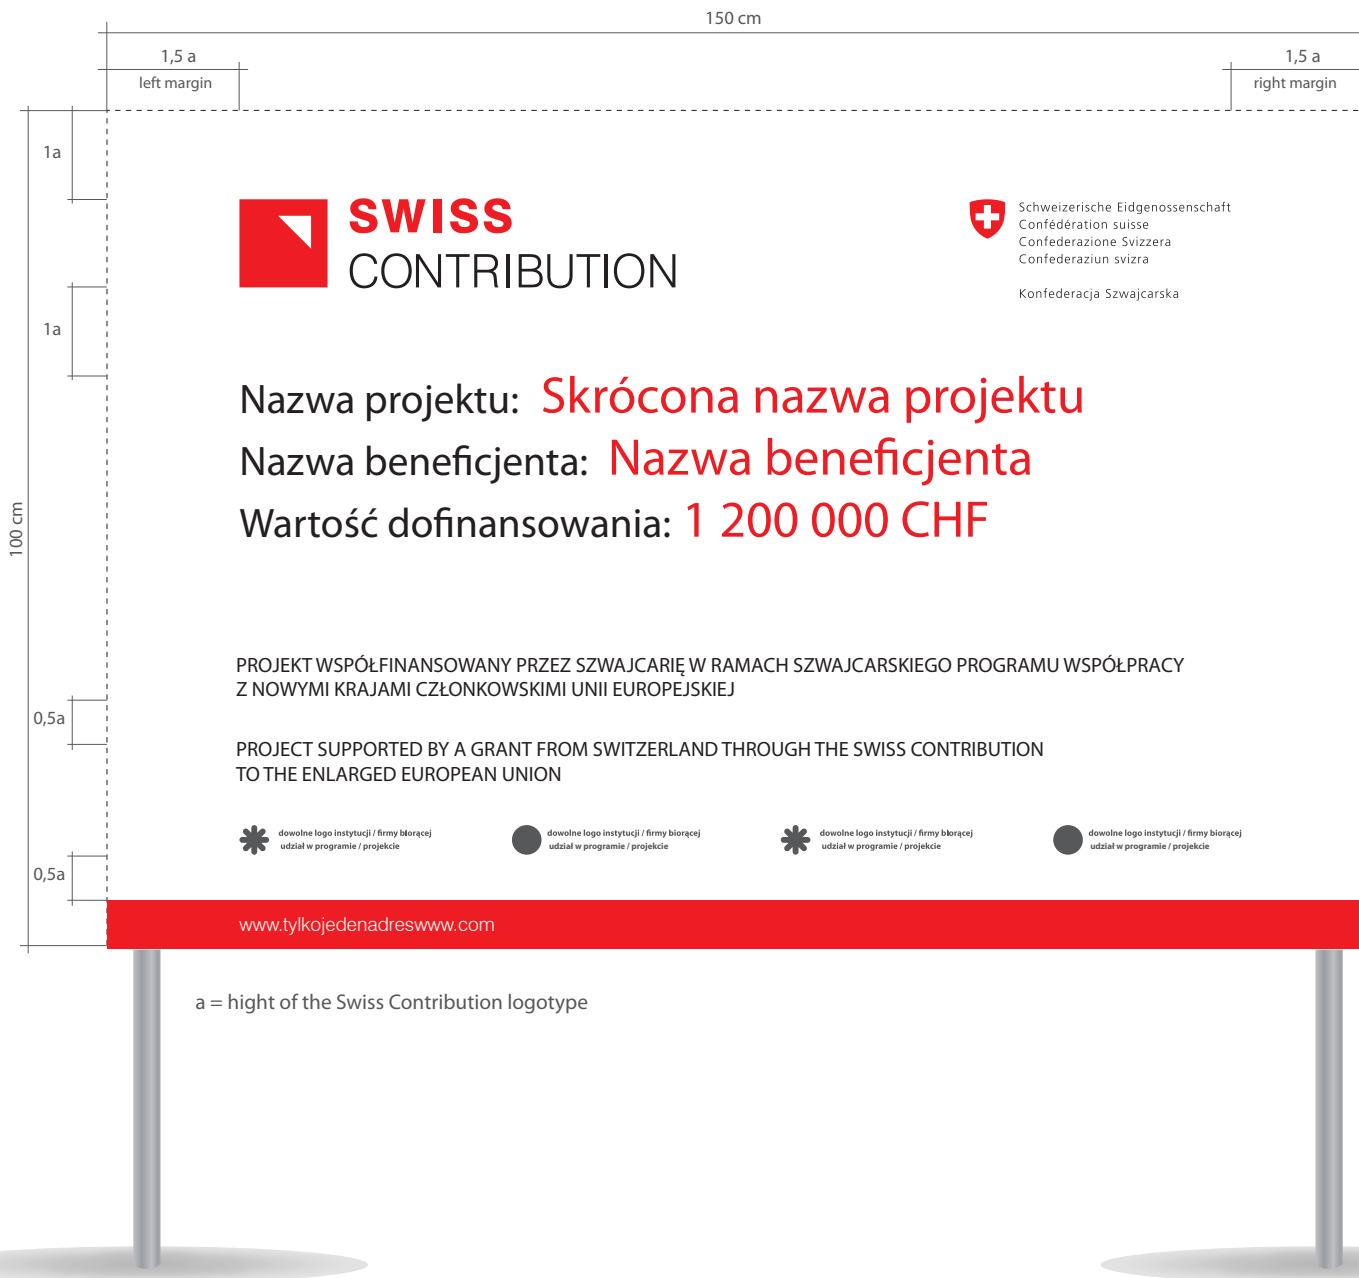 150 cm
1,5 a
left margin
1,5 a
right margin
1a
1a
100 cm
0,5a
0,5a
SWISS
CONTRIBUTION
Schweizerische Eidgenossenschaft
Confédération suisse
Confederazione Svizzera
Confederaziun svizra
Konfederacja Szwajcarska
Nazwa projektu: Skrócona nazwa projektu
Nazwa beneficjenta: Nazwa beneficjenta
Wartość dofinansowania: 1 200 000 CHF
PROJEKT WSPÓŁFINANSOWANY PRZEZ SZWAJCARIĘ W RAMACH SZWAJCARSKIEGO PROGRAMU WSPÓŁPRACY
Z NOWYMI KRAJAMI CZŁONKOWSKIMI UNII EUROPEJSKIEJ
PROJECT SUPPORTED BY A GRANT FROM SWITZERLAND THROUGH THE SWISS CONTRIBUTION
TO THE ENLARGED EUROPEAN UNION
dowolne logo instytucji / firmy biorącej
udział w programie / projekcie
dowolne logo instytucji / firmy biorącej
udział w programie / projekcie
dowolne logo instytucji / firmy biorącej
udział w programie / projekcie
dowolne logo instytucji / firmy biorącej
udział w programie / projekcie
www.tylkojedenadreswww.com
a = hight of the Swiss Contribution logotype